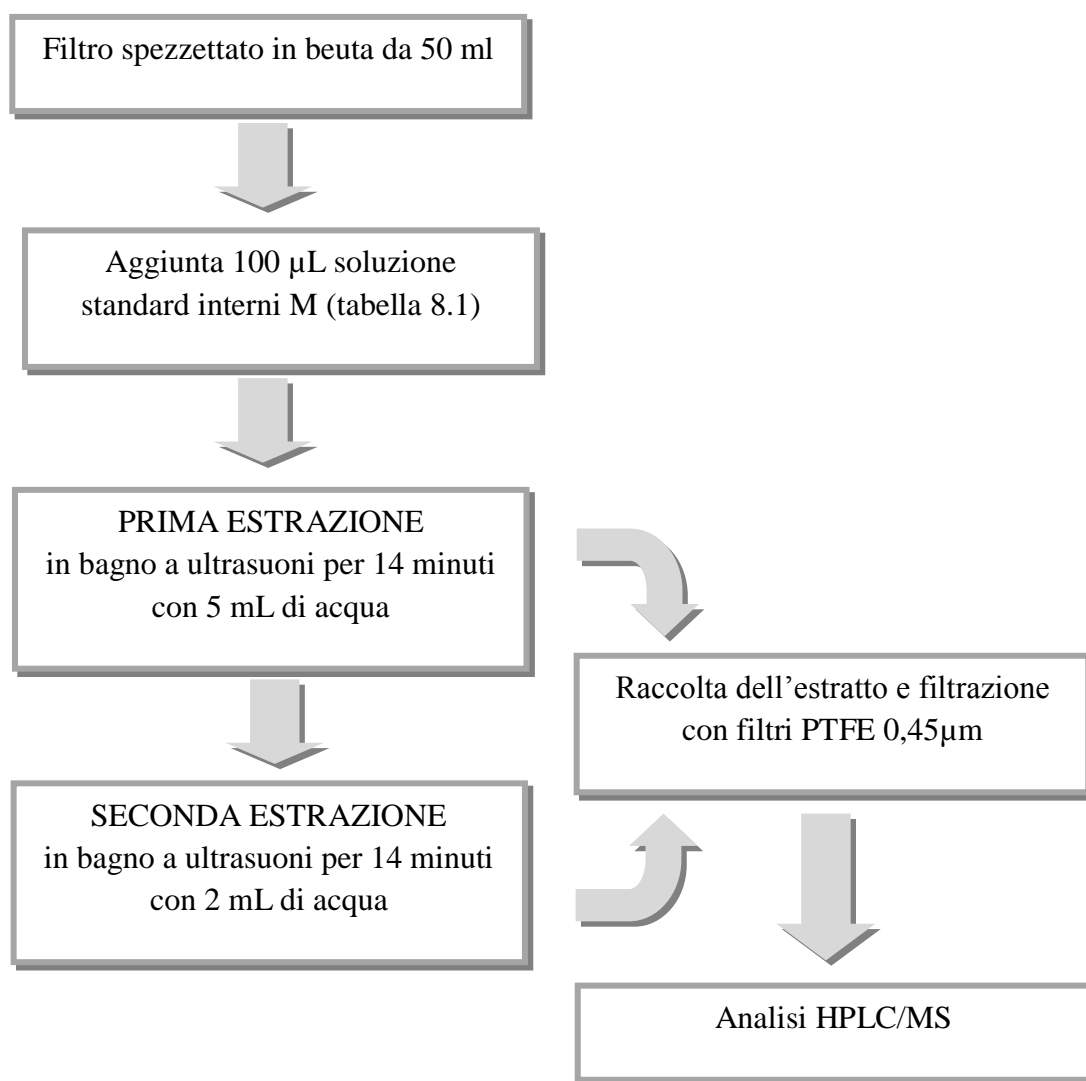 Filtro spezzettato in beuta da 50 ml
Aggiunta 100 µL soluzione
standard interni M (tabella 8.1)
PRIMA ESTRAZIONE
in bagno a ultrasuoni per 14 minuti
con 5 mL di acqua
SECONDA ESTRAZIONE
in bagno a ultrasuoni per 14 minuti
con 2 mL di acqua
Raccolta dell’estratto e filtrazione
con filtri PTFE 0,45µm
Analisi HPLC/MS